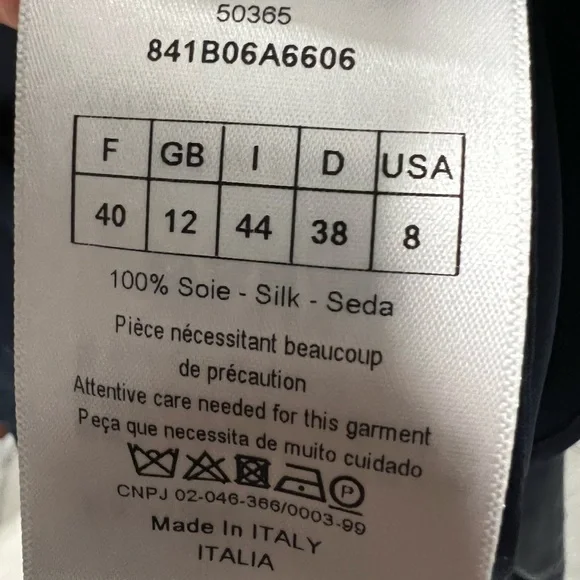 50365
841B06A6606
F GB I D USA
40 12 44 38 8
100% Soie - Silk - Seda
Pièce nécessitant beaucoup
de précaution
Attentive care needed for this garment
Peça que necessita de muito cuidado
P
CNPJ 02-046-366/0003-99
Made In ITALY
ITALIA